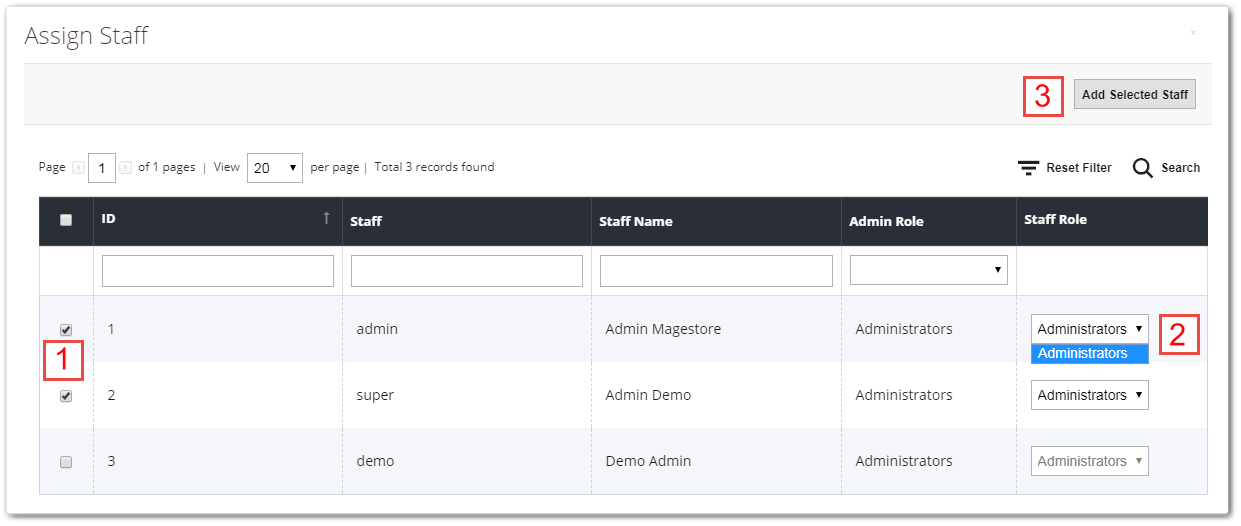 Assign Staff
×
3 Add Selected Staff
Page 1 of 1 pages | View 20 per page | Total 3 records found Reset Filter Search
ID Staff Staff Name Admin Role Staff Role
1 admin Admin Magestore Administrators Administrators 2
Administrators
1
2 super Admin Demo Administrators Administrators
3 demo Demo Admin Administrators Administrators